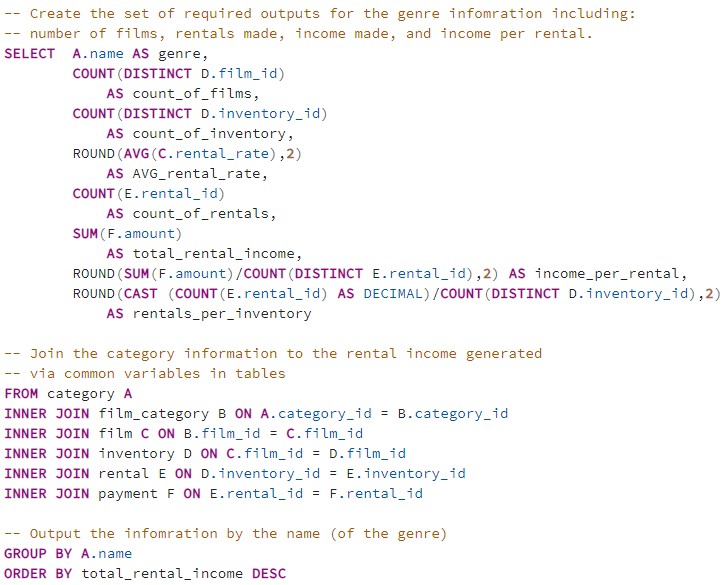 -- Create the set of required outputs for the genre infomration including:
-- number of films, rentals made, income made, and income per rental.
SELECT  A.name AS genre,
        COUNT(DISTINCT D.film_id)
            AS count_of_films,
        COUNT(DISTINCT D.inventory_id)
            AS count_of_inventory,
        ROUND(AVG(C.rental_rate),2)
            AS AVG_rental_rate,
        COUNT(E.rental_id)
            AS count_of_rentals,
        SUM(F.amount)
            AS total_rental_income,
        ROUND(SUM(F.amount)/COUNT(DISTINCT E.rental_id),2) AS income_per_rental,
        ROUND(CAST (COUNT(E.rental_id) AS DECIMAL)/COUNT(DISTINCT D.inventory_id),2)
            AS rentals_per_inventory

-- Join the category information to the rental income generated
-- via common variables in tables
FROM category A
INNER JOIN film_category B ON A.category_id = B.category_id
INNER JOIN film C ON B.film_id = C.film_id
INNER JOIN inventory D ON C.film_id = D.film_id
INNER JOIN rental E ON D.inventory_id = E.inventory_id
INNER JOIN payment F ON E.rental_id = F.rental_id

-- Output the infomration by the name (of the genre)
GROUP BY A.name
ORDER BY total_rental_income DESC